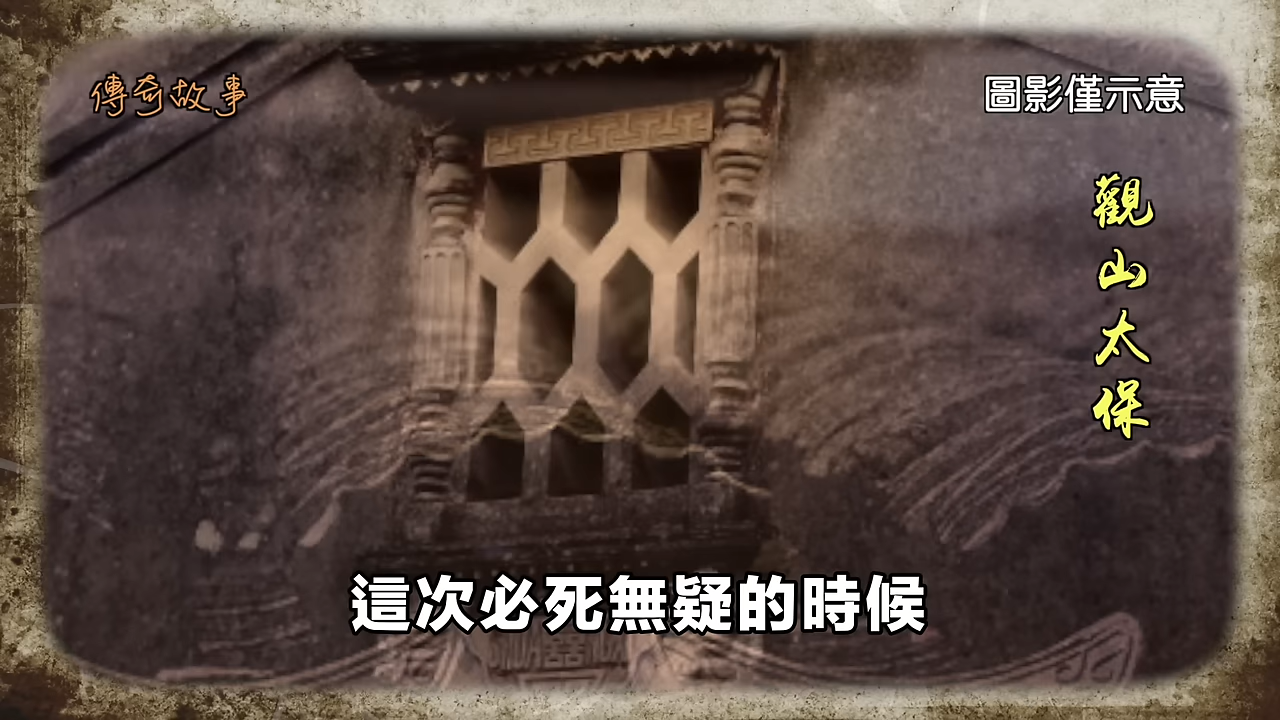 傳奇故事
圖影僅示意
觀山太保
這次必死無疑的時候